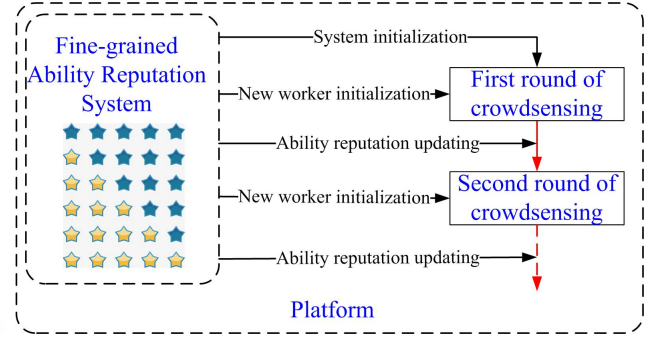 Fine-grained
Ability Reputation
System
System initialization
New worker initialization
First round of
crowdsensing
Ability reputation updating
New worker initialization
Second round of
crowdsensing
Ability reputation updating
Platform